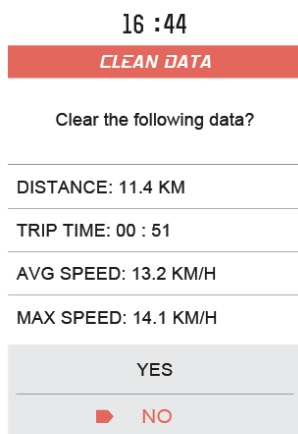 16 :44
CLEAN DATA
Clear the following data?
DISTANCE: 11.4 KM
TRIP TIME: 00 : 51
AVG SPEED: 13.2 KM/H
MAX SPEED: 14.1 KM/H
YES
NO